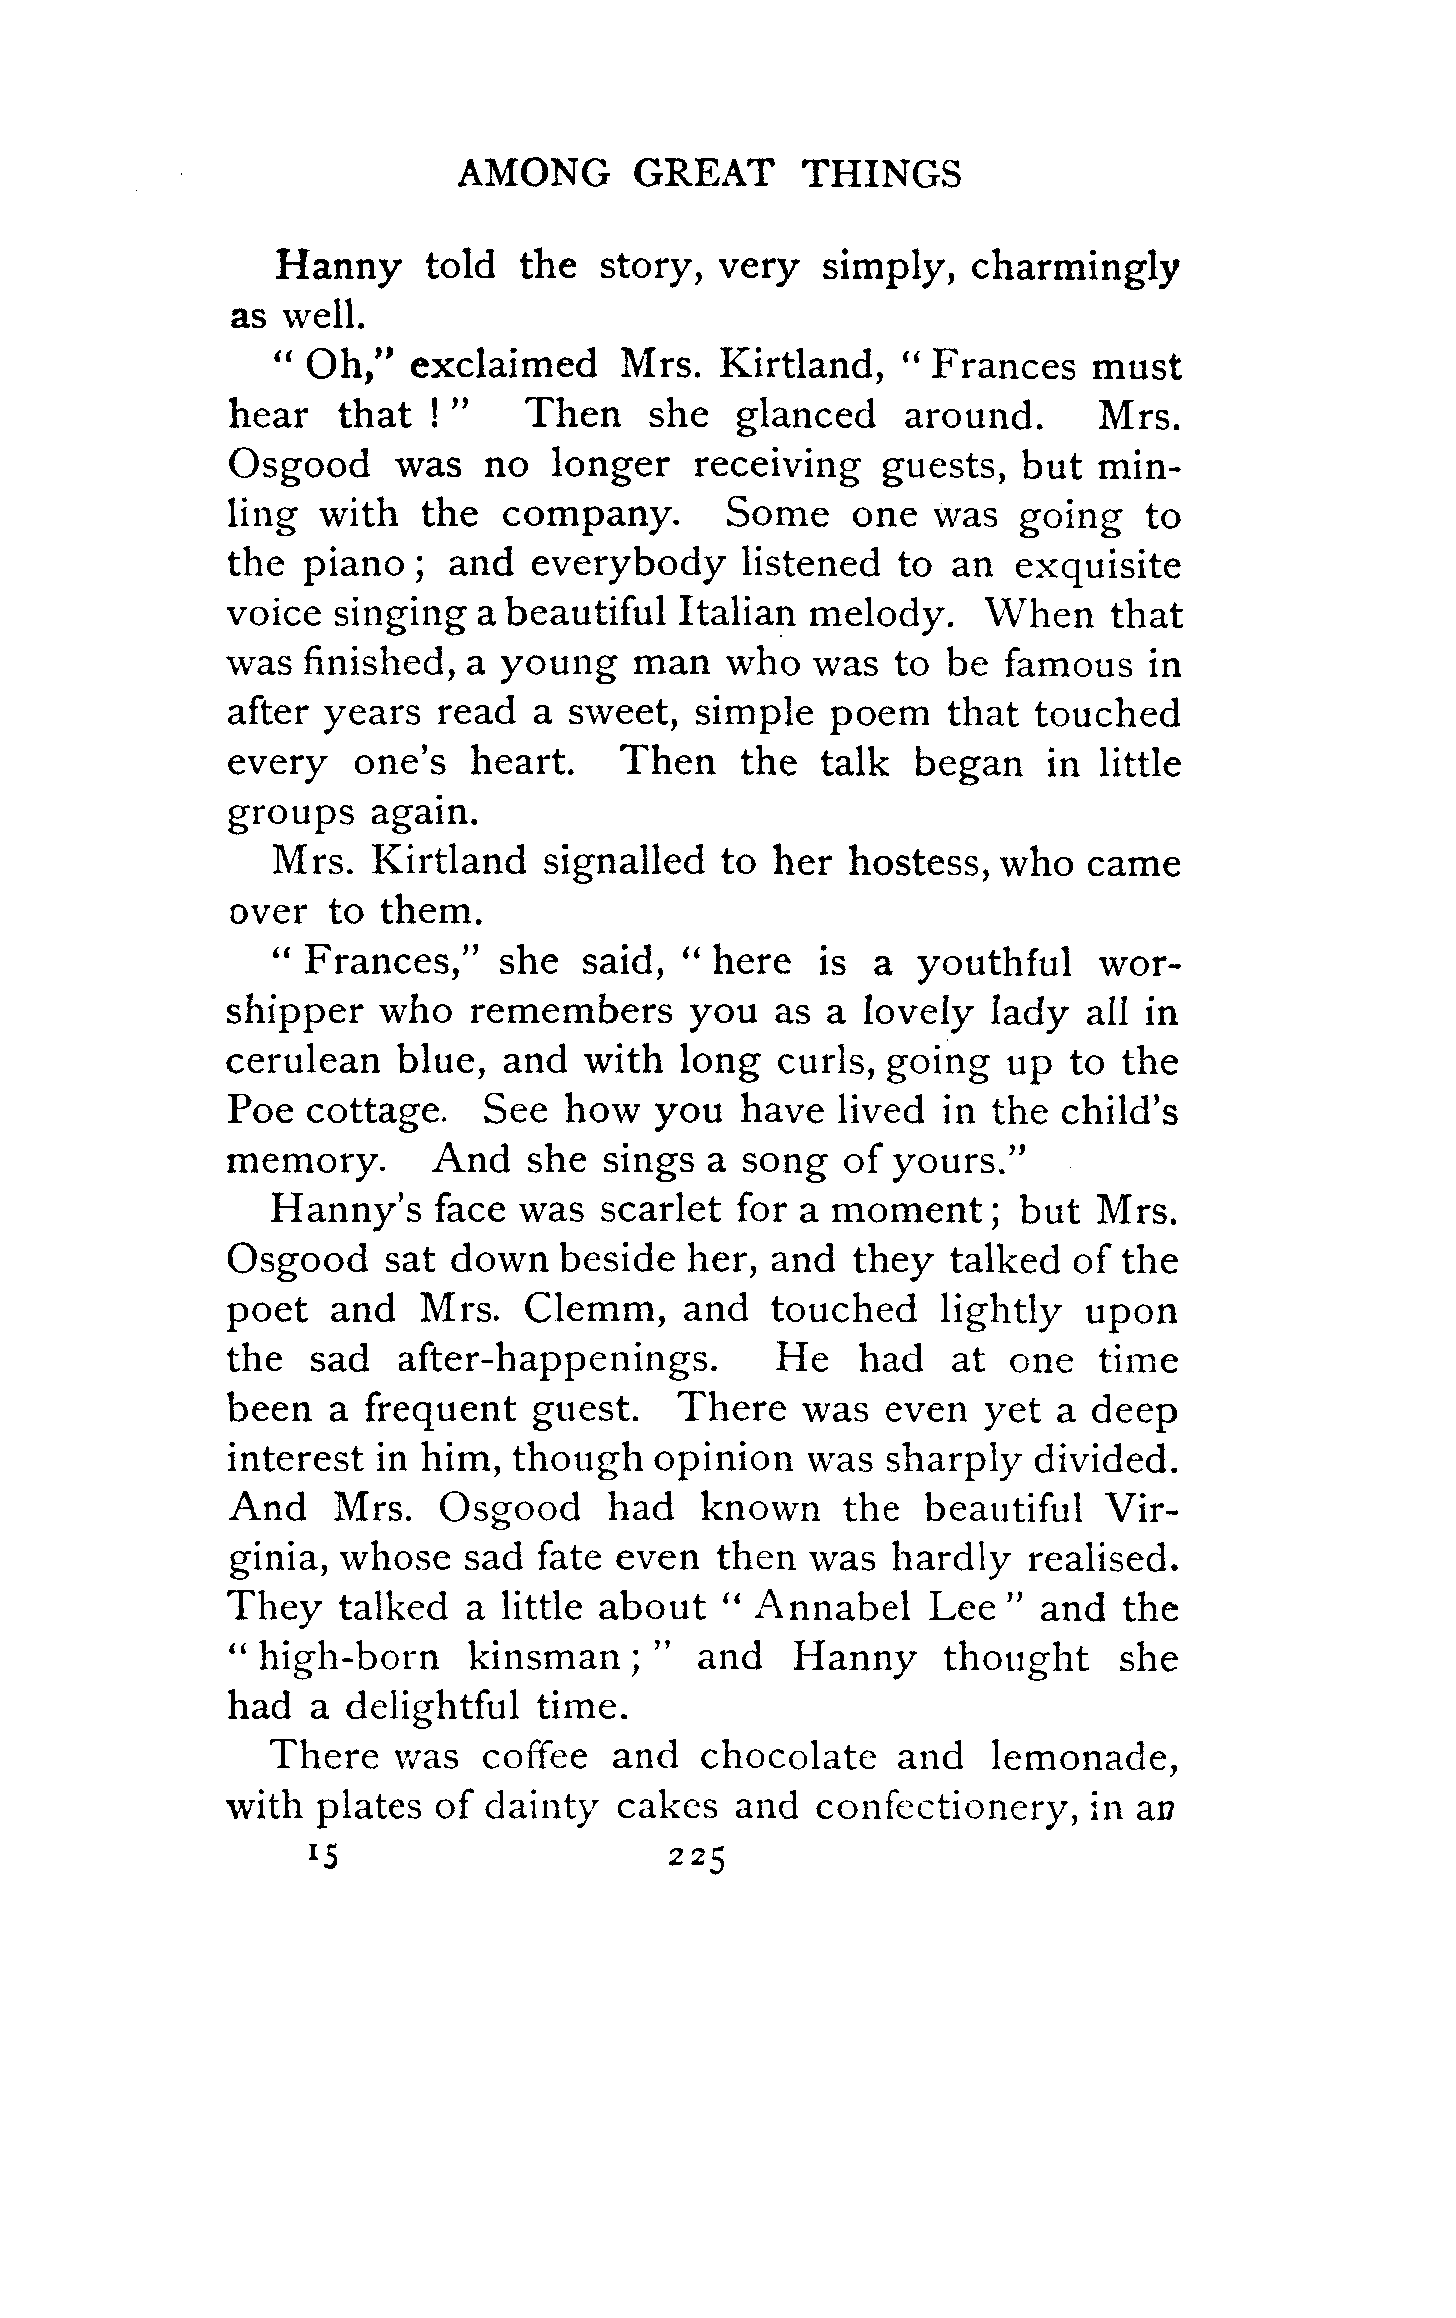 AMONG GREAT THINGS
Hanny told the story, very simply, charmingly
as well.
" Oh," exclaimed Mrs. Kirtland, " Frances must
hear that ! " Then she glanced around. Mrs.
Osgood was no longer receiving guests, but min-
ling with the company. Some one was going to
the piano ; and everybody listened to an exquisite
voice singing a beautiful Italian melody. When that
was finished, a young man who was to be famous in
after years read a sweet, simple poem that touched
every one's heart. Then the talk began in little
groups again.
Mrs. Kirtland signalled to her hostess, who came
over to them.
" Frances," she said, " here is a youthful wor-
shipper who remembers you as a lovely lady all in
cerulean blue, and with long curls, going up to the
Poe cottage. See how you have lived in the child's
memory. And she sings a song of yours."
Hanny's face was scarlet for a moment ; but Mrs.
Osgood sat down beside her, and they talked of the
poet and Mrs. Clemm, and touched lightly upon
the sad after-happenings. He had at one time
been a frequent guest. There was even yet a deep
interest in him, though opinion was sharply divided.
And Mrs. Osgood had known the beautiful Vir-
ginia, whose sad fate even then was hardly realised.
They talked a little about " Annabel Lee " and the
" high-born kinsman ; " and Hanny thought she
had a delightful time.
There was coffee and chocolate and lemonade,
with plates of dainty cakes and confectionery, in an
15 225